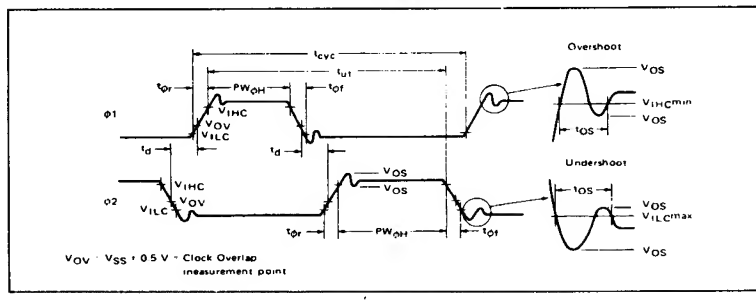 tcyc
Overshoot
tut
VOS
tφr
PWφH
tφf
φ1
VIHC
VOV
VILC
VIHCmin
VOS
tOS
td
td
Undershoot
VIHC
VOS
VOS
tOS
φ2
VOV
VILC
VOS
VILCmax
tφr
PWφH
tφf
VOS
VOV = VSS + 0.5 V = Clock Overlap
measurement point